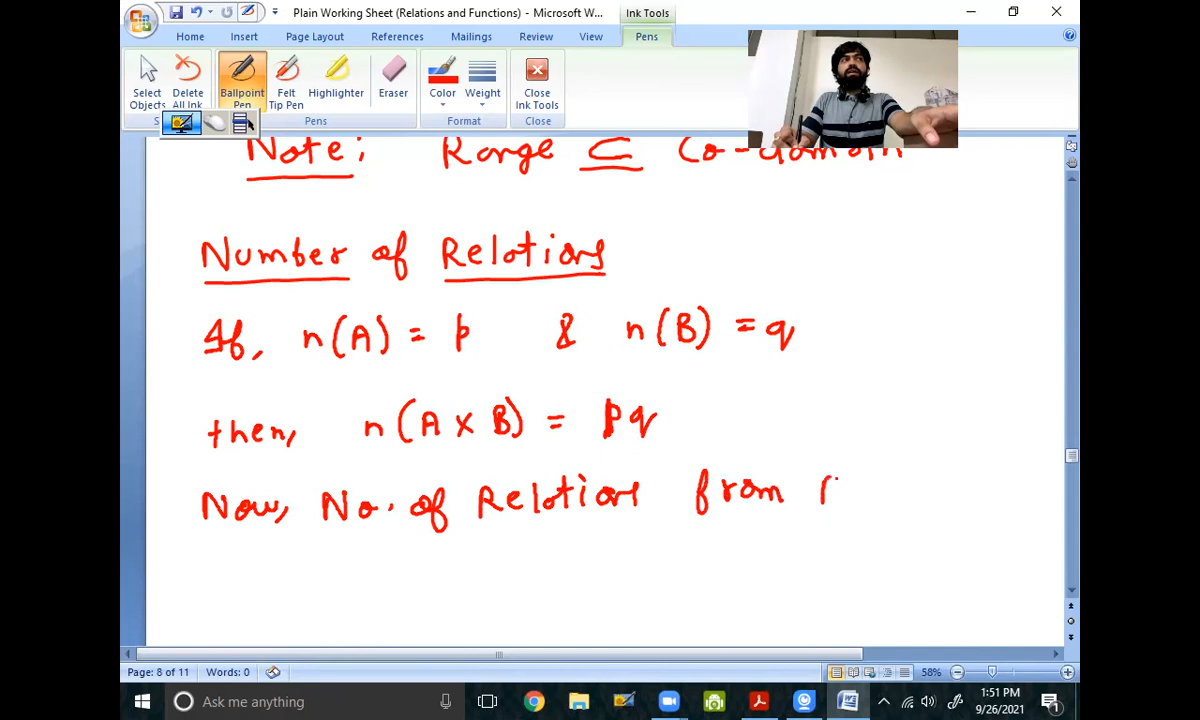 Plain Working Sheet (Relations and Functions) - Microsoft W...
Ink Tools
Home Insert Page Layout References Mailings Review View Pens
Select Objects
Delete All Ink
Ballpoint Pen
Felt Tip Pen
Highlighter
Eraser
Color
Weight
Close Ink Tools
Pens
Format
Close
Note: Range ⊆ Co-domain
Number of Relations
If, n(A) = p & n(B) = q
then, n(A × B) = pq
Now, No. of Relations from
Page: 8 of 11 Words: 0 58%
Ask me anything
1:51 PM
9/26/2021